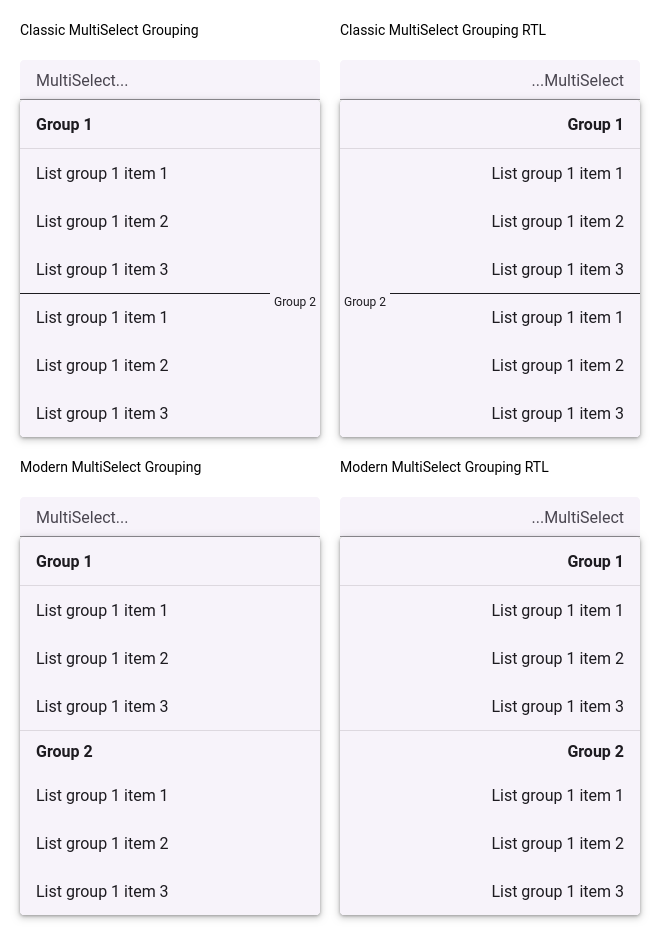 Classic MultiSelect Grouping
MultiSelect...
Group 1
List group 1 item 1
List group 1 item 2
List group 1 item 3
Group 2
List group 1 item 1
List group 1 item 2
List group 1 item 3
Classic MultiSelect Grouping RTL
...MultiSelect
Group 1
List group 1 item 1
List group 1 item 2
List group 1 item 3
Group 2
List group 1 item 1
List group 1 item 2
List group 1 item 3
Modern MultiSelect Grouping
MultiSelect...
Group 1
List group 1 item 1
List group 1 item 2
List group 1 item 3
Group 2
List group 1 item 1
List group 1 item 2
List group 1 item 3
Modern MultiSelect Grouping RTL
...MultiSelect
Group 1
List group 1 item 1
List group 1 item 2
List group 1 item 3
Group 2
List group 1 item 1
List group 1 item 2
List group 1 item 3